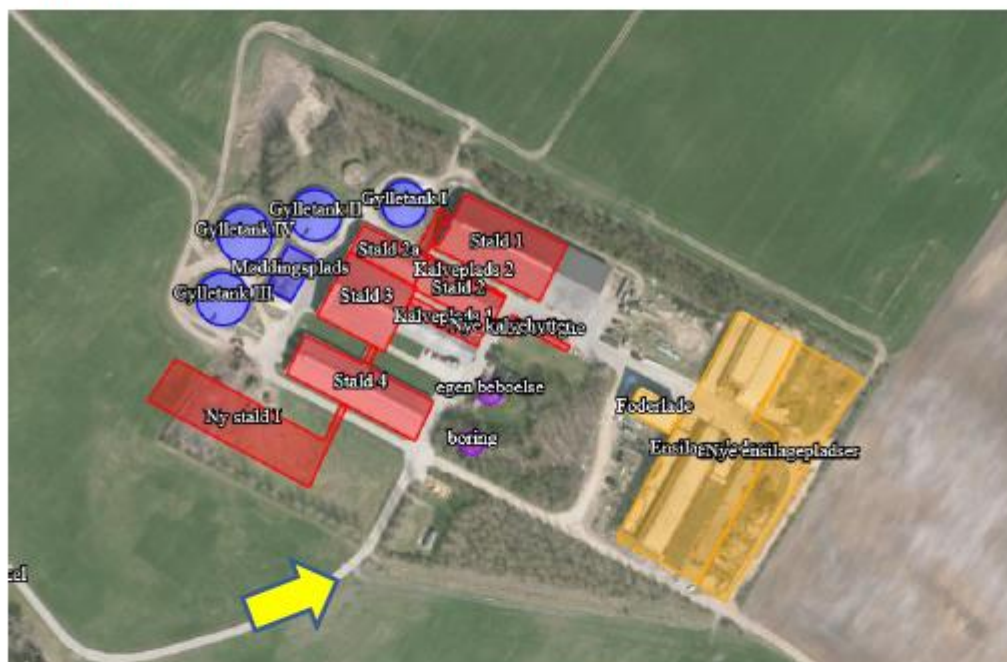 Gylletank I
Gylletank II
Gylletank IV
Stald 1
Stald 2a
Møddingsplads
Kalveplads 2
Gylletank III
Stald 3
Stald 2
Kalveplads 1
Nye kalvehytter
Stald 4
egen beboelse
Ny stald I
Foderlade
boring
Nye ensilagepladser
cel